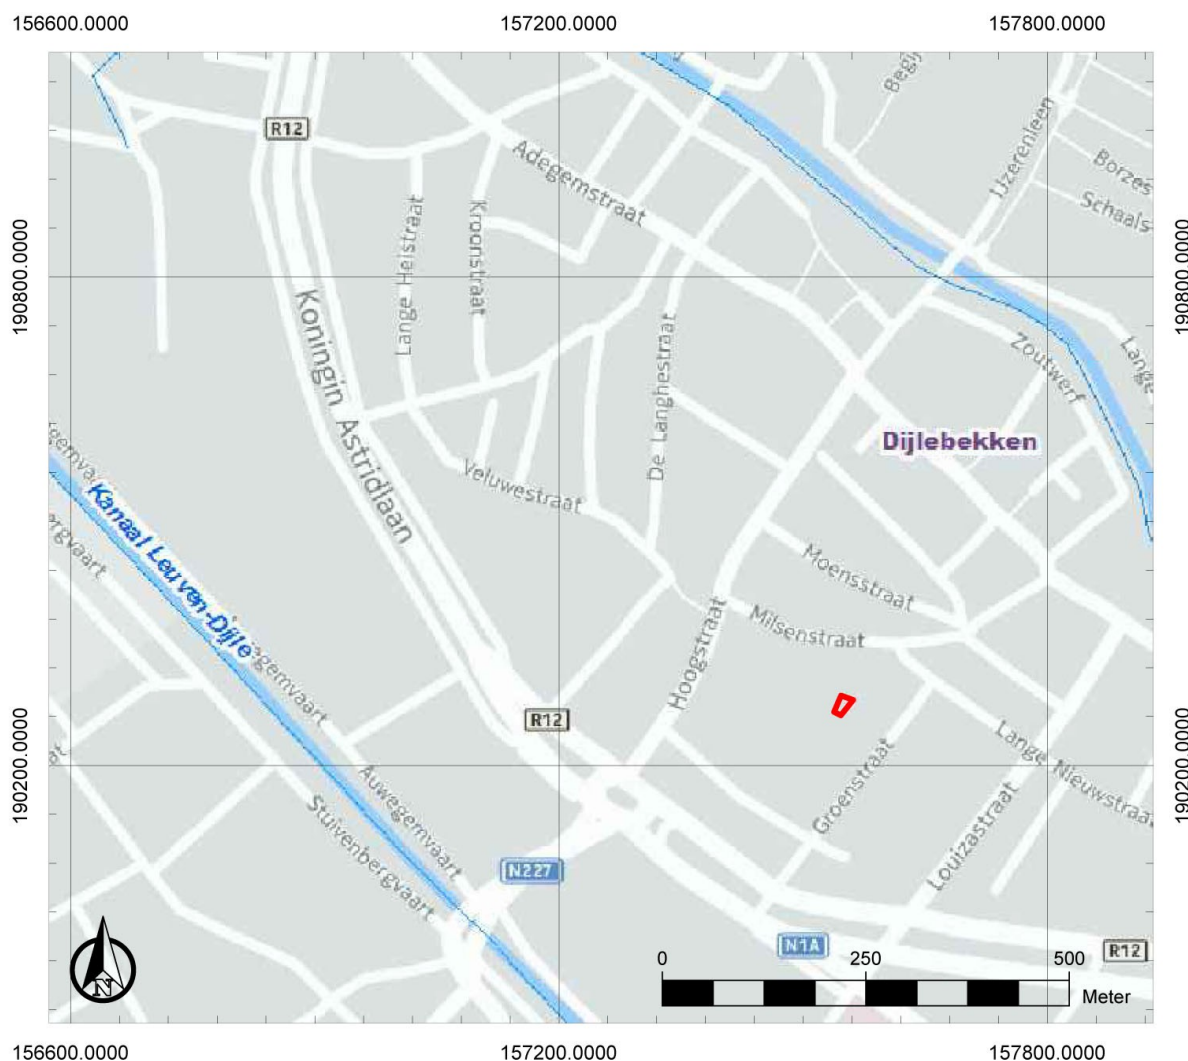 156600.0000
157200.0000
157800.0000
Begij
R12
IJzerenleen
Adegemstraat
Borzes
Schaals
Lange Heistraat
Kroonstraat
190800.0000
190800.0000
Koningin Astridlaan
De Langhestraat
Zoutwerf
Lange
Dijlebekken
Veluwestraat
Kanaal Leuven-Dijle
ergvaart
Moensstraat
Milsenstraat
Hoogstraat
R12
Lange Nieuwstraat
190200.0000
190200.0000
Groenstraat
Auwegemvaart
Stuivenbergvaart
Louizastraat
N227
N1A
R12
0
250
500
Meter
N
156600.0000
157200.0000
157800.0000